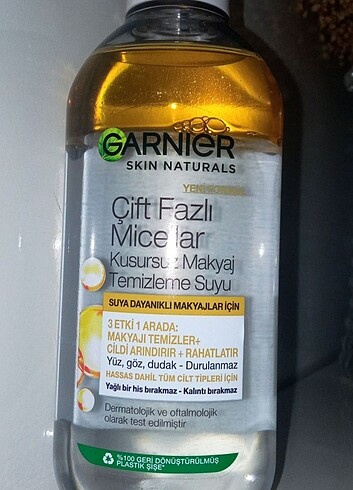 GARNIER
SKIN NATURALS
YENİ
Çift Fazlı
Micellar
Kusursuz Makyaj
Temizleme Suyu
SUYA DAYANIKLI MAKYAJLAR İÇİN
3 ETKİ 1 ARADA:
MAKYAJI TEMİZLER+
CİLDİ ARINDIRIR + RAHATLATIR
Yüz, göz, dudak - Durulanmaz
HASSAS DAHİL TÜM CİLT TİPLERİ İÇİN
Yağlı bir his bırakmaz - Kalıntı bırakmaz
Dermatolojik ve oftalmolojik
olarak test edilmiştir
%100 GERİ DÖNÜŞTÜRÜLMÜŞ
PLASTİK ŞİŞE*